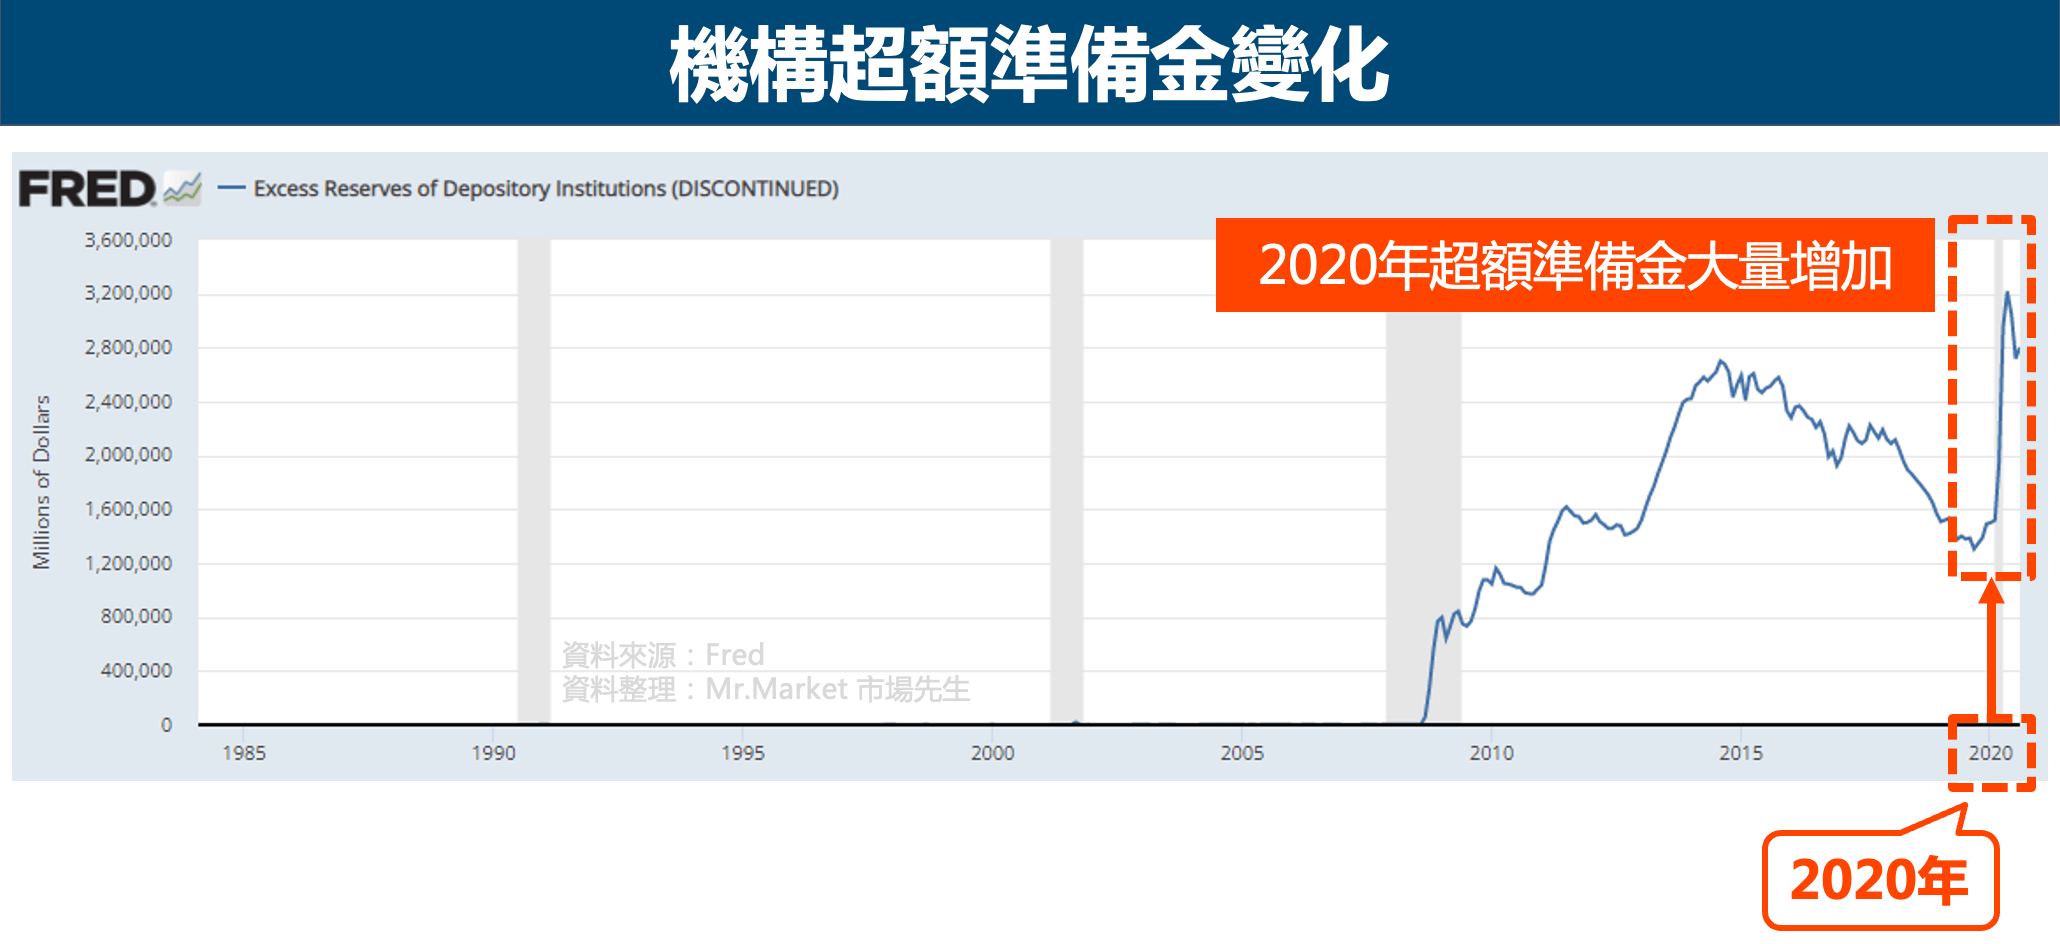 機構超額準備金變化
FRED
Excess Reserves of Depository Institutions (DISCONTINUED)
2020年超額準備金大量增加
Millions of Dollars
3,600,000
3,200,000
2,800,000
2,400,000
2,000,000
1,600,000
1,200,000
800,000
400,000
0
資料來源：Fred
資料整理：Mr.Market 市場先生
1985 1990 1995 2000 2005 2010 2015 2020
2020年